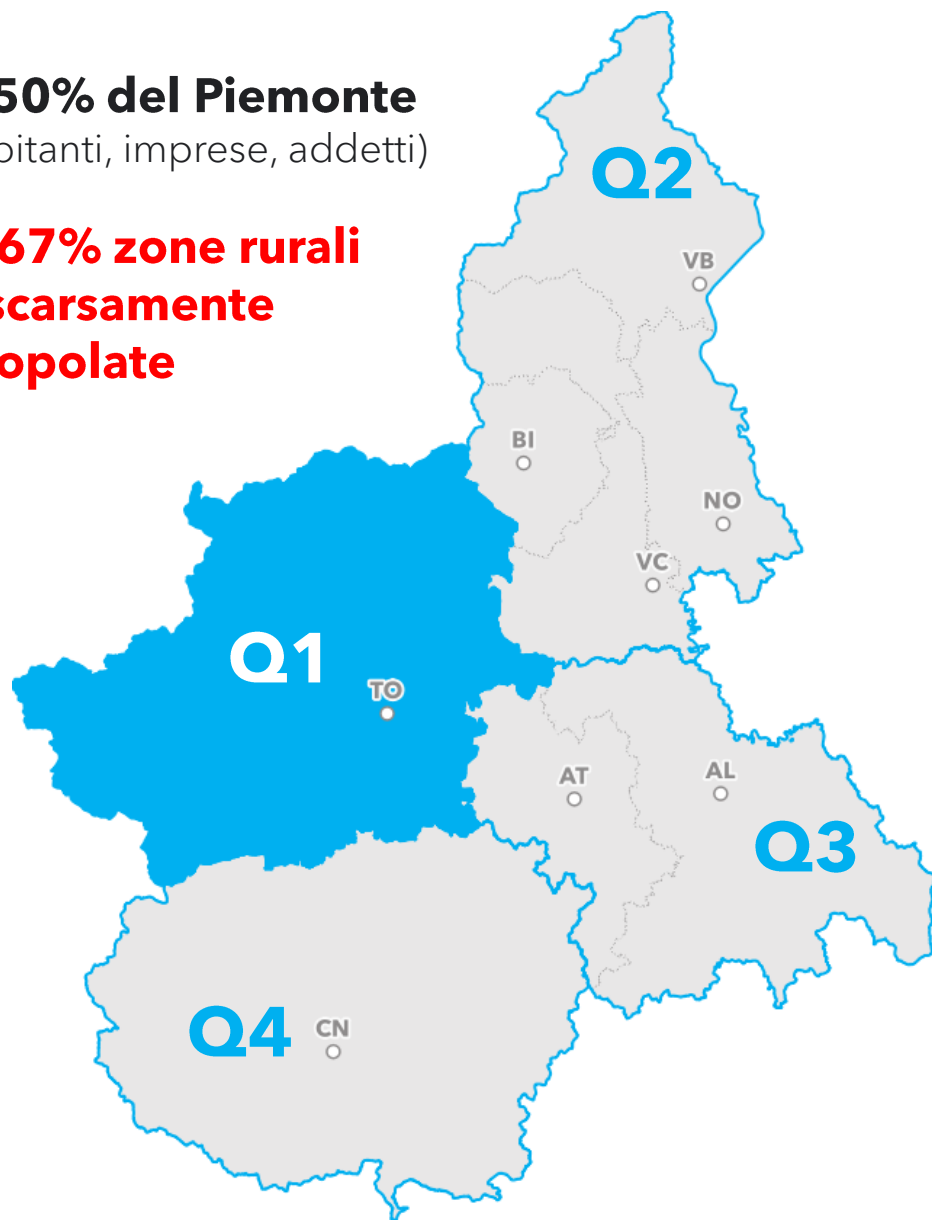 50% del Piemonte
bitanti, imprese, addetti)
67% zone rurali
scarsamente
opolate
Q2
VB
BI
NO
VC
Q1
TO
AT
AL
Q3
Q4
CN